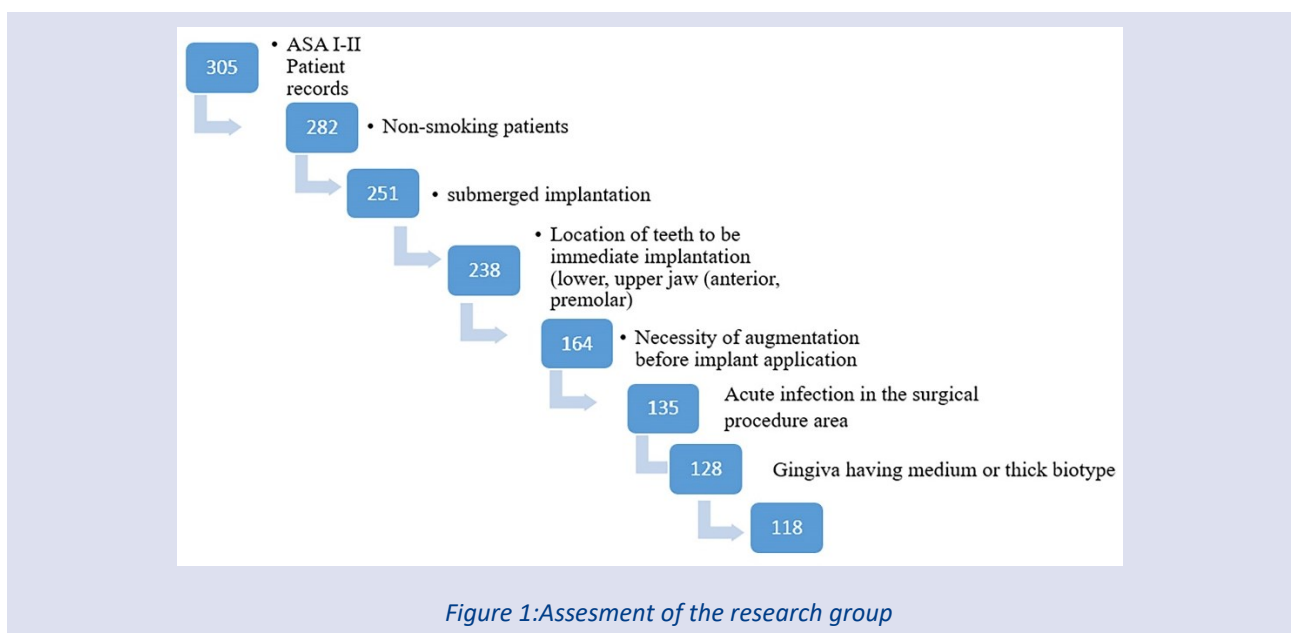 305
• ASA I-II
Patient
records
282
• Non-smoking patients
251
• submerged implantation
238
• Location of teeth to be
immediate implantation
(lower, upper jaw (anterior,
premolar)
164
• Necessity of augmentation
before implant application
135
Acute infection in the surgical
procedure area
128
Gingiva having medium or thick biotype
118
Figure 1:Assesment of the research group